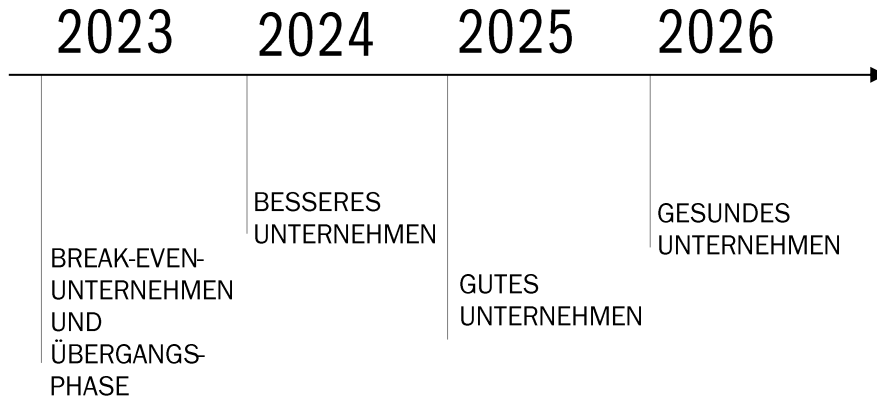 2023 2024 2025 2026
BESSERES
UNTERNEHMEN
GESUNDES
UNTERNEHMEN
BREAK-EVEN-
UNTERNEHMEN
UND
ÜBERGANGS-
PHASE
GUTES
UNTERNEHMEN